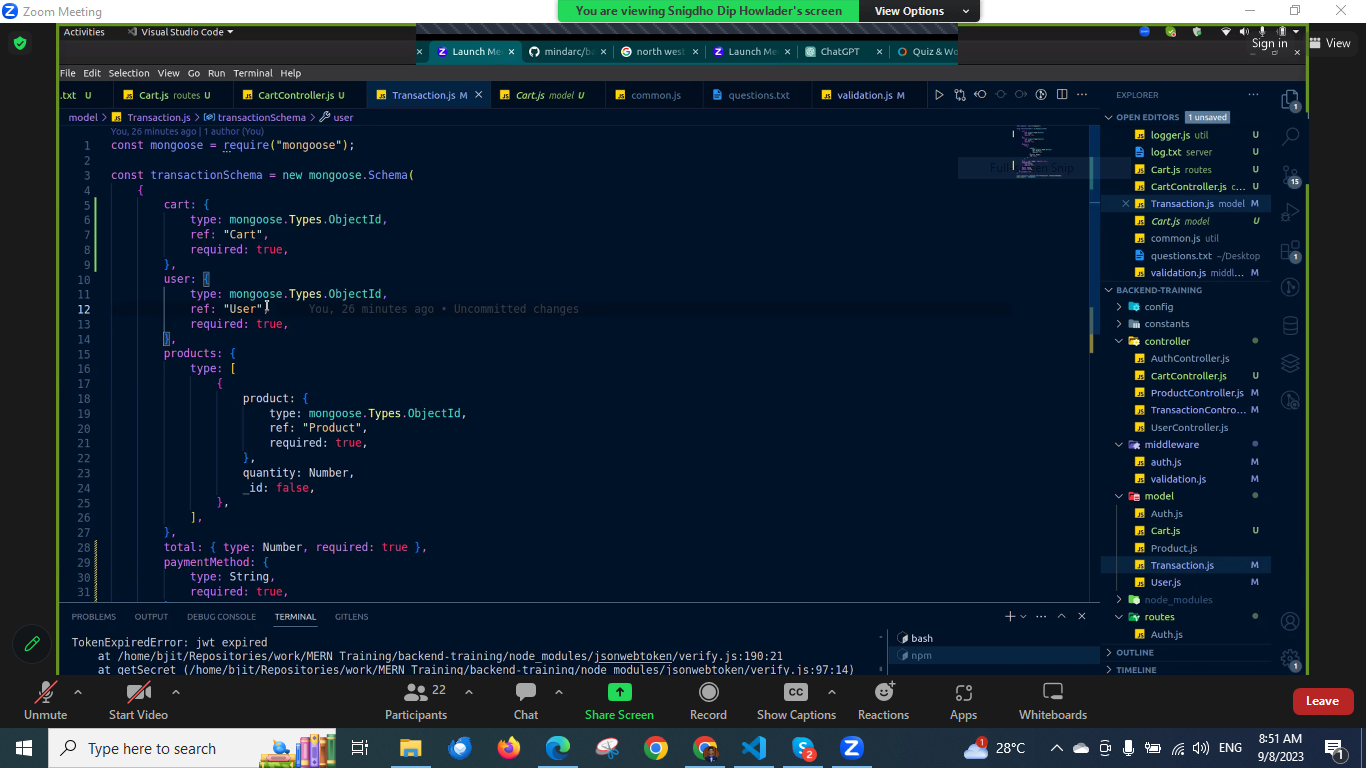 Zoom Meeting
You are viewing Snigdho Dip Howlader's screen
View Options
Activities
Visual Studio Code
Launch Me
mindarc/ba
north west
Launch Me
ChatGPT
Quiz & Wo
Sign in
View
File Edit Selection View Go Run Terminal Help
.txt U
Cart.js routes U
CartController.js U
Transaction.js M
Cart.js model U
common.js
questions.txt
validation.js M
model > Transaction.js > transactionSchema > user
You, 26 minutes ago | 1 author (You)
1 const mongoose = require("mongoose");
2
3 const transactionSchema = new mongoose.Schema(
4 {
5 cart: {
6 type: mongoose.Types.ObjectId,
7 ref: "Cart",
8 required: true,
9 },
10 user: {
11 type: mongoose.Types.ObjectId,
12 ref: "User", You, 26 minutes ago • Uncommitted changes
13 required: true,
14 },
15 products: {
16 type: [
17 {
18 product: {
19 type: mongoose.Types.ObjectId,
20 ref: "Product",
21 required: true,
22 },
23 quantity: Number,
24 _id: false,
25 },
26 ],
27 },
28 total: { type: Number, required: true },
29 paymentMethod: {
30 type: String,
31 required: true,
EXPLORER
OPEN EDITORS 1 unsaved
logger.js util U
log.txt server U
Cart.js routes U
CartController.js c... U
Transaction.js model M
Cart.js model U
common.js util
questions.txt ~/Desktop
validation.js middl... M
BACKEND-TRAINING
config
constants
controller
AuthController.js
CartController.js U
ProductController.js M
TransactionContro... M
UserController.js
middleware
auth.js M
validation.js M
model
Auth.js
Cart.js U
Product.js
Transaction.js M
User.js M
node_modules
routes
Auth.js
OUTLINE
TIMELINE
1
15
1
1
PROBLEMS OUTPUT DEBUG CONSOLE TERMINAL GITLENS
TokenExpiredError: jwt expired
at /home/bjit/Repositories/work/MERN Training/backend-training/node_modules/jsonwebtoken/verify.js:190:21
at getSecret (/home/bjit/Repositories/work/MERN Training/backend-training/node_modules/jsonwebtoken/verify.js:97:14)
bash
npm
Unmute
Start Video
22
Participants
Chat
Share Screen
Record
CC
Show Captions
Reactions
Apps
Whiteboards
Leave
Type here to search
2
1
28°C
ENG
8:51 AM
9/8/2023
1